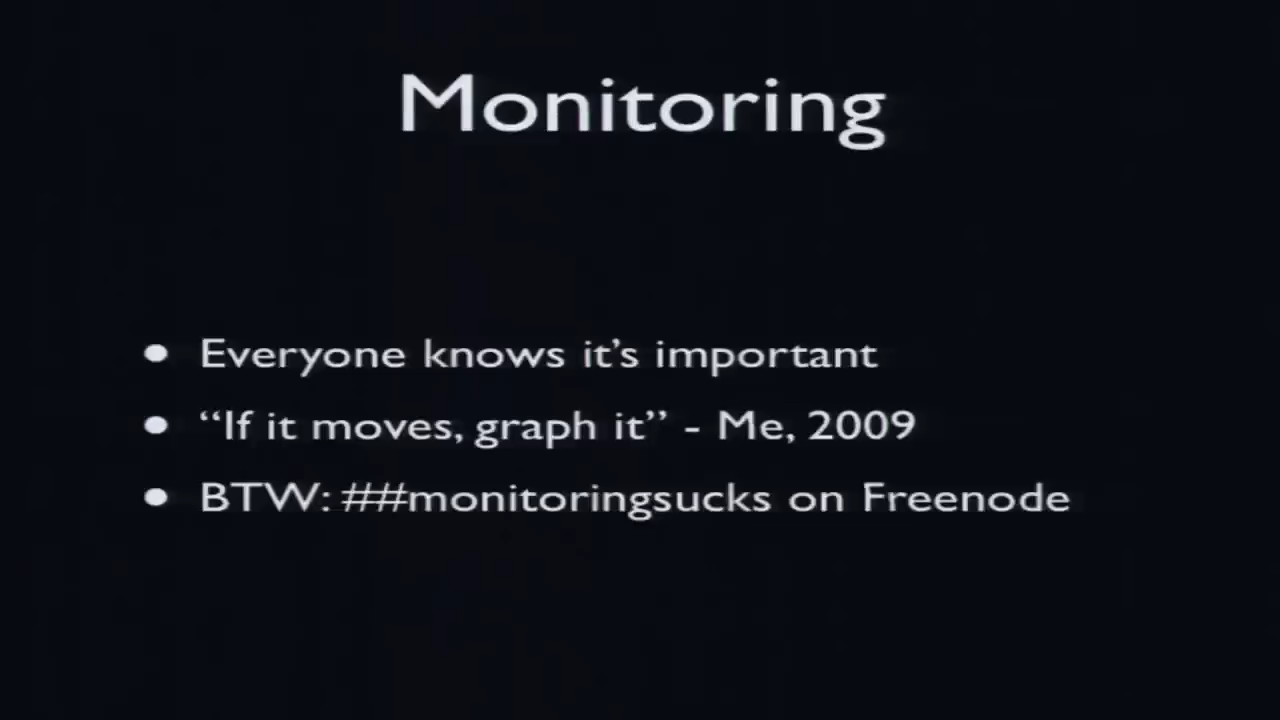 Monitoring
• Everyone knows it’s important
• “If it moves, graph it” - Me, 2009
• BTW: ##monitoringsucks on Freenode